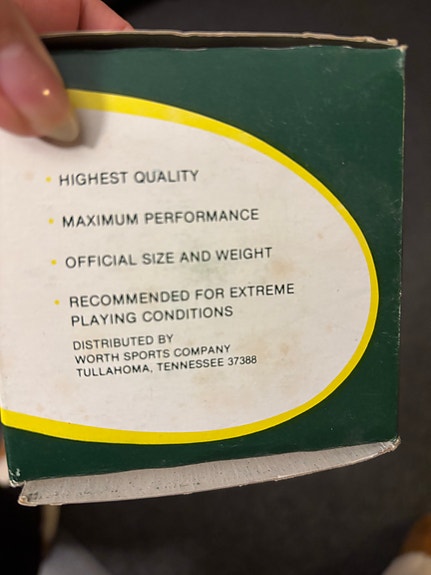 • HIGHEST QUALITY
• MAXIMUM PERFORMANCE
• OFFICIAL SIZE AND WEIGHT
• RECOMMENDED FOR EXTREME
PLAYING CONDITIONS
DISTRIBUTED BY
WORTH SPORTS COMPANY
TULLAHOMA, TENNESSEE 37388